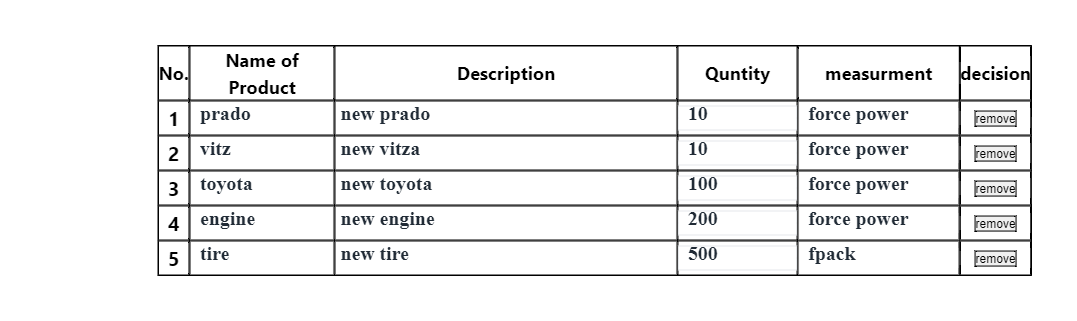 No. Name of Product Description Quntity measurment decision
1 prado new prado 10 force power remove
2 vitz new vitza 10 force power remove
3 toyota new toyota 100 force power remove
4 engine new engine 200 force power remove
5 tire new tire 500 fpack remove